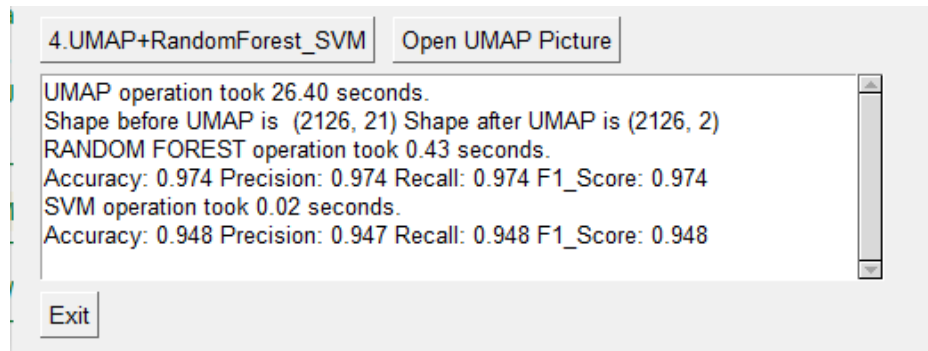 4.UMAP+RandomForest_SVM Open UMAP Picture
UMAP operation took 26.40 seconds.
Shape before UMAP is  (2126, 21) Shape after UMAP is (2126, 2)
RANDOM FOREST operation took 0.43 seconds.
Accuracy: 0.974 Precision: 0.974 Recall: 0.974 F1_Score: 0.974
SVM operation took 0.02 seconds.
Accuracy: 0.948 Precision: 0.947 Recall: 0.948 F1_Score: 0.948
Exit